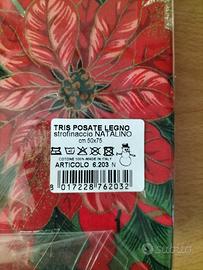 TRIS POSATE LEGNO
strofinaccio NATALINO
cm 50x75
COTONE 100% MADE IN ITALY
ARTICOLO 6.203 N
8 017228 762032
subito